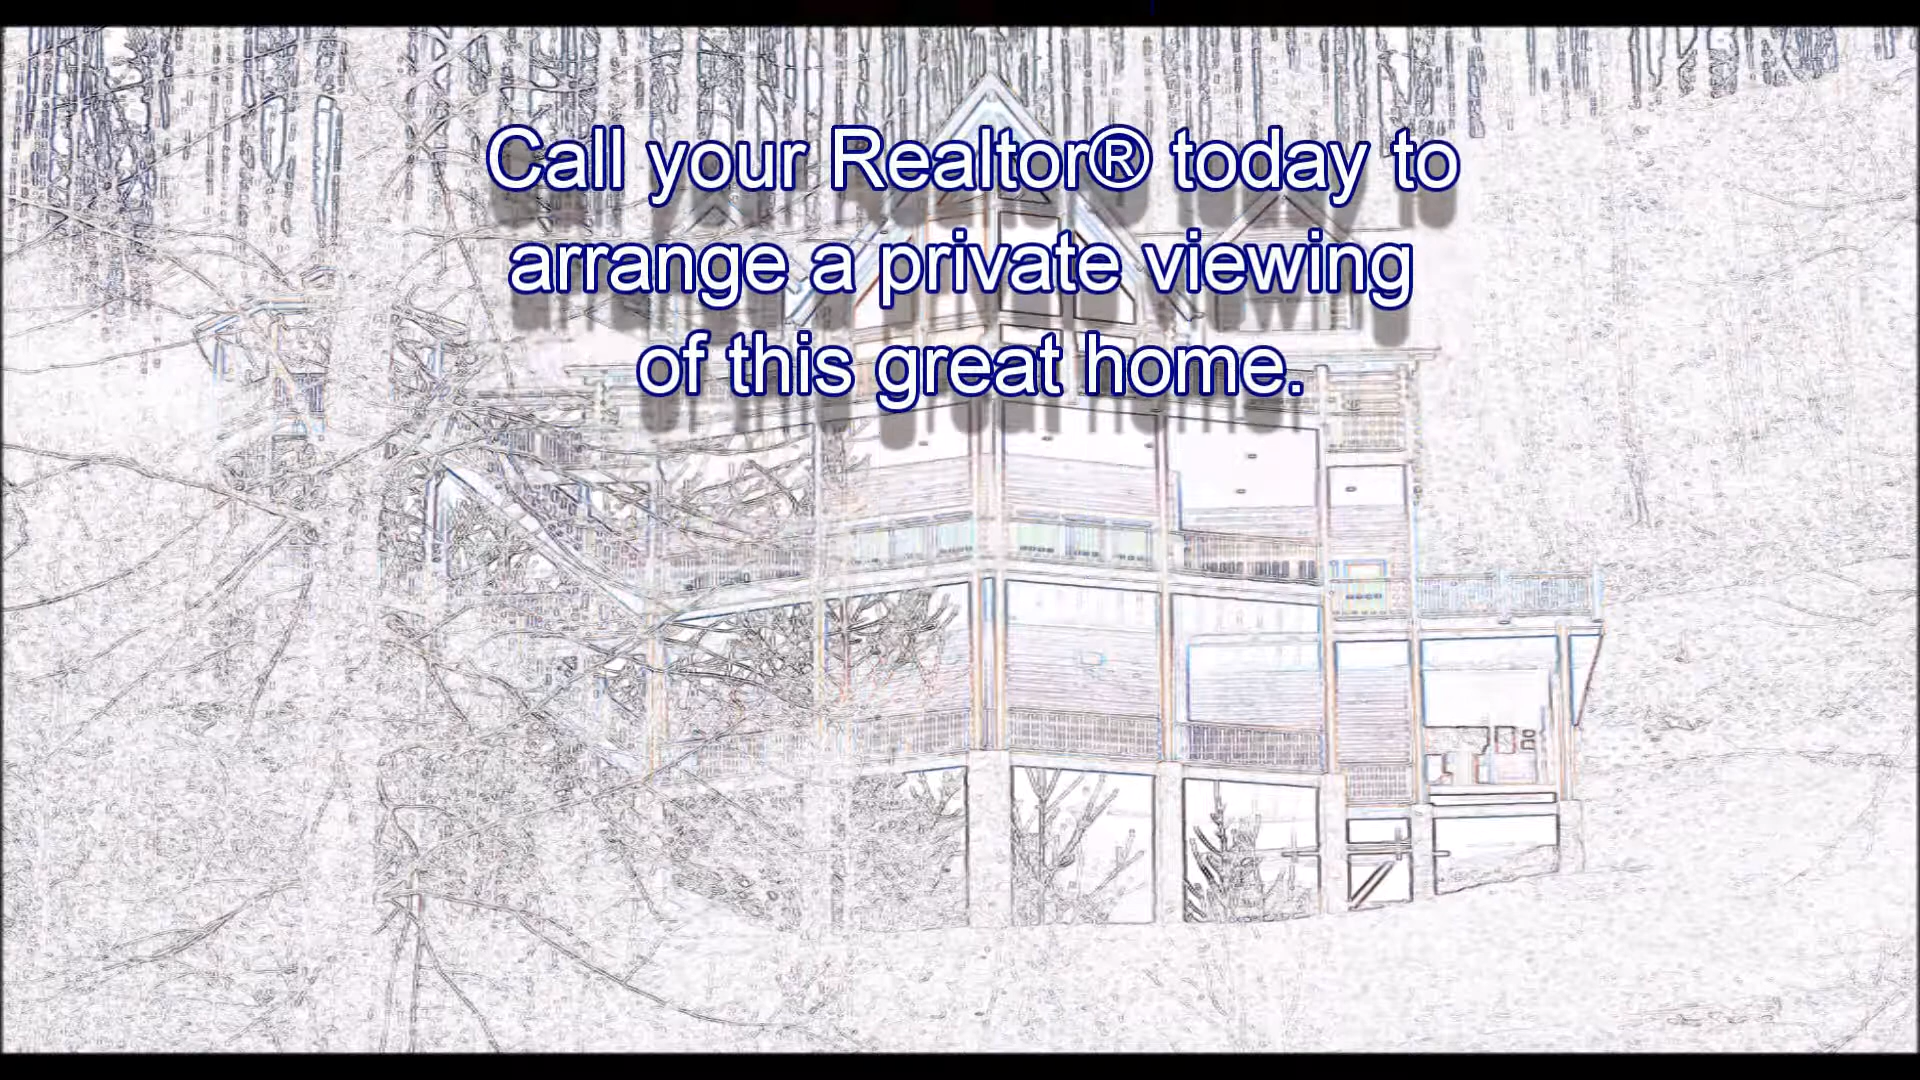 Call your Realtor® today to
arrange a private viewing
of this great home.